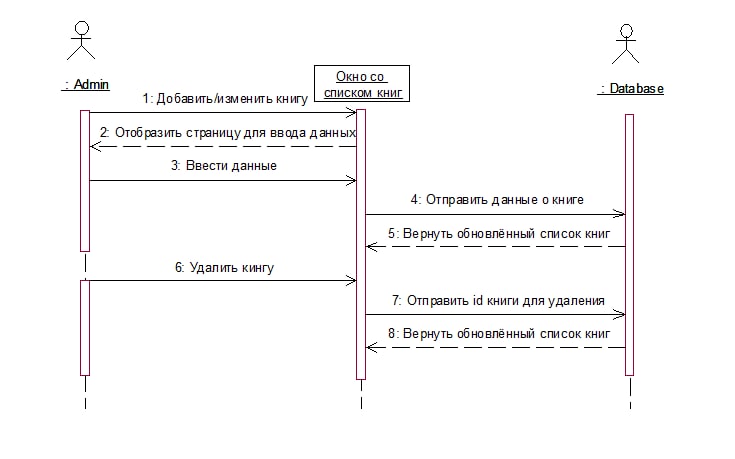 : Admin
Окно со
списком книг
: Database
1: Добавить/изменить книгу
2: Отобразить страницу для ввода данных
3: Ввести данные
4: Отправить данные о книге
5: Вернуть обновлённый список книг
6: Удалить кингу
7: Отправить id книги для удаления
8: Вернуть обновлённый список книг